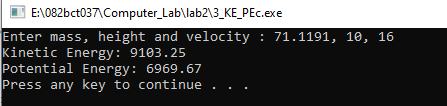 E:\082bct037\Computer_Lab\lab2\3_KE_PEc.exe
Enter mass, height and velocity : 71.1191, 10, 16
Kinetic Energy: 9103.25
Potential Energy: 6969.67
Press any key to continue . . .